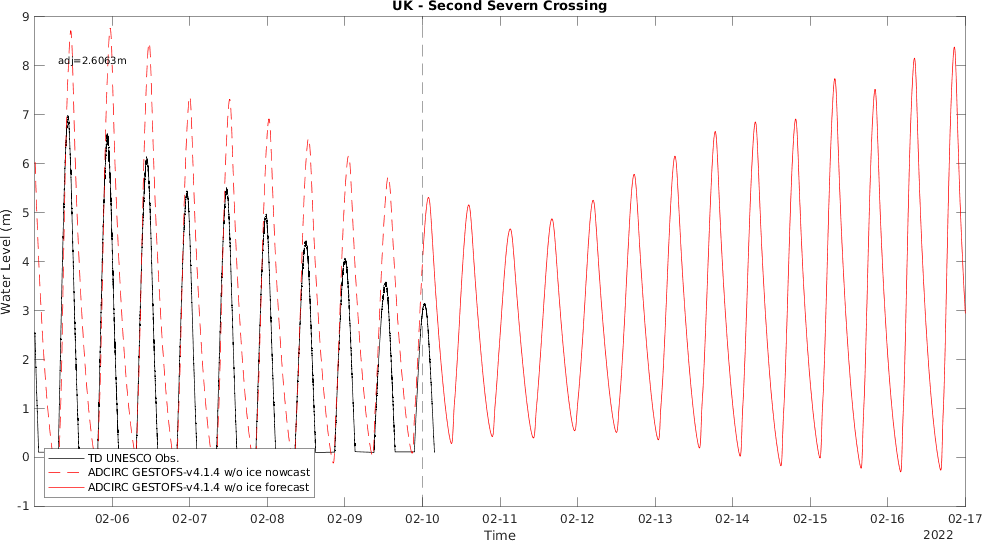 UK - Second Severn Crossing
9
8
7
6
5
4
3
2
1
0
-1
Water Level (m)
adj=2.6063m
TD UNESCO Obs.
ADCIRC GESTOFS-v4.1.4 w/o ice nowcast
ADCIRC GESTOFS-v4.1.4 w/o ice forecast
02-06 02-07 02-08 02-09 02-10 02-11 02-12 02-13 02-14 02-15 02-16 02-17
Time
2022